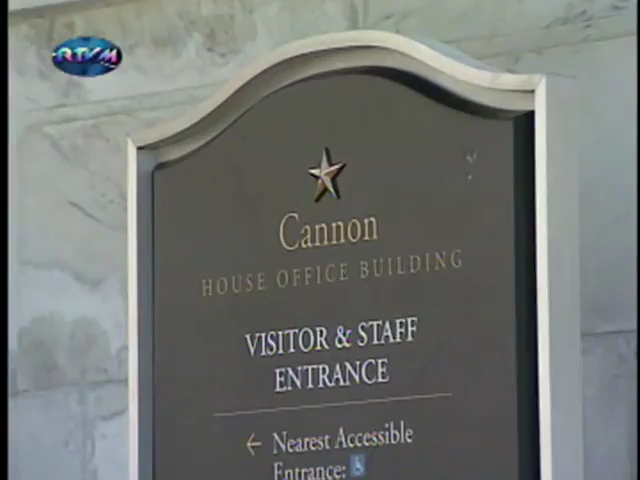 RTVM
Cannon
HOUSE OFFICE BUILDING
VISITOR & STAFF
ENTRANCE
← Nearest Accessible
Entrance: